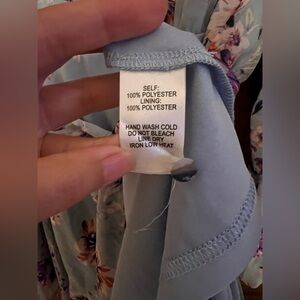 SELF:
100% POLYESTER
LINING:
100% POLYESTER
HAND WASH COLD
DO NOT BLEACH
LINE DRY
IRON LOW HEAT